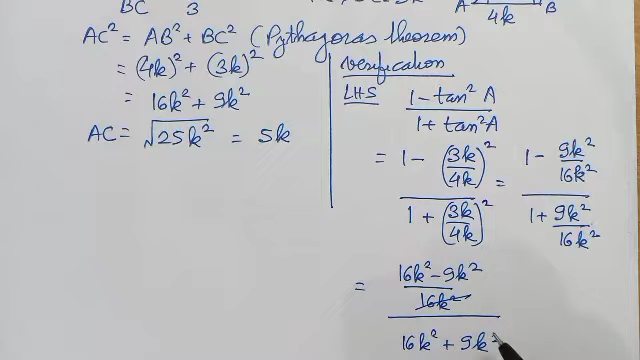 BC 3 A B
4k
AC² = AB² + BC² (Pythagoras theorem)
= (4k)² + (3k)²
= 16k² + 9k²
AC = √25k² = 5k
Verification
LHS 1 - tan² A
1 + tan² A
= 1 - (3k/4k)² = 1 - 9k²/16k²
1 + (3k/4k)² 1 + 9k²/16k²
= 16k² - 9k²
16k²
16k² + 9k²